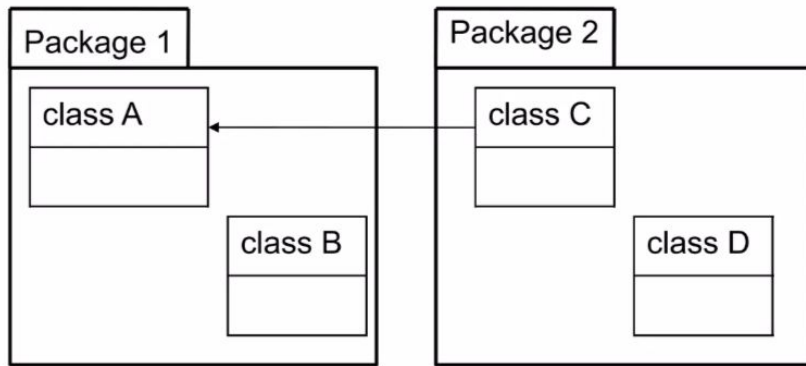 Package 1
class A
class B
Package 2
class C
class D